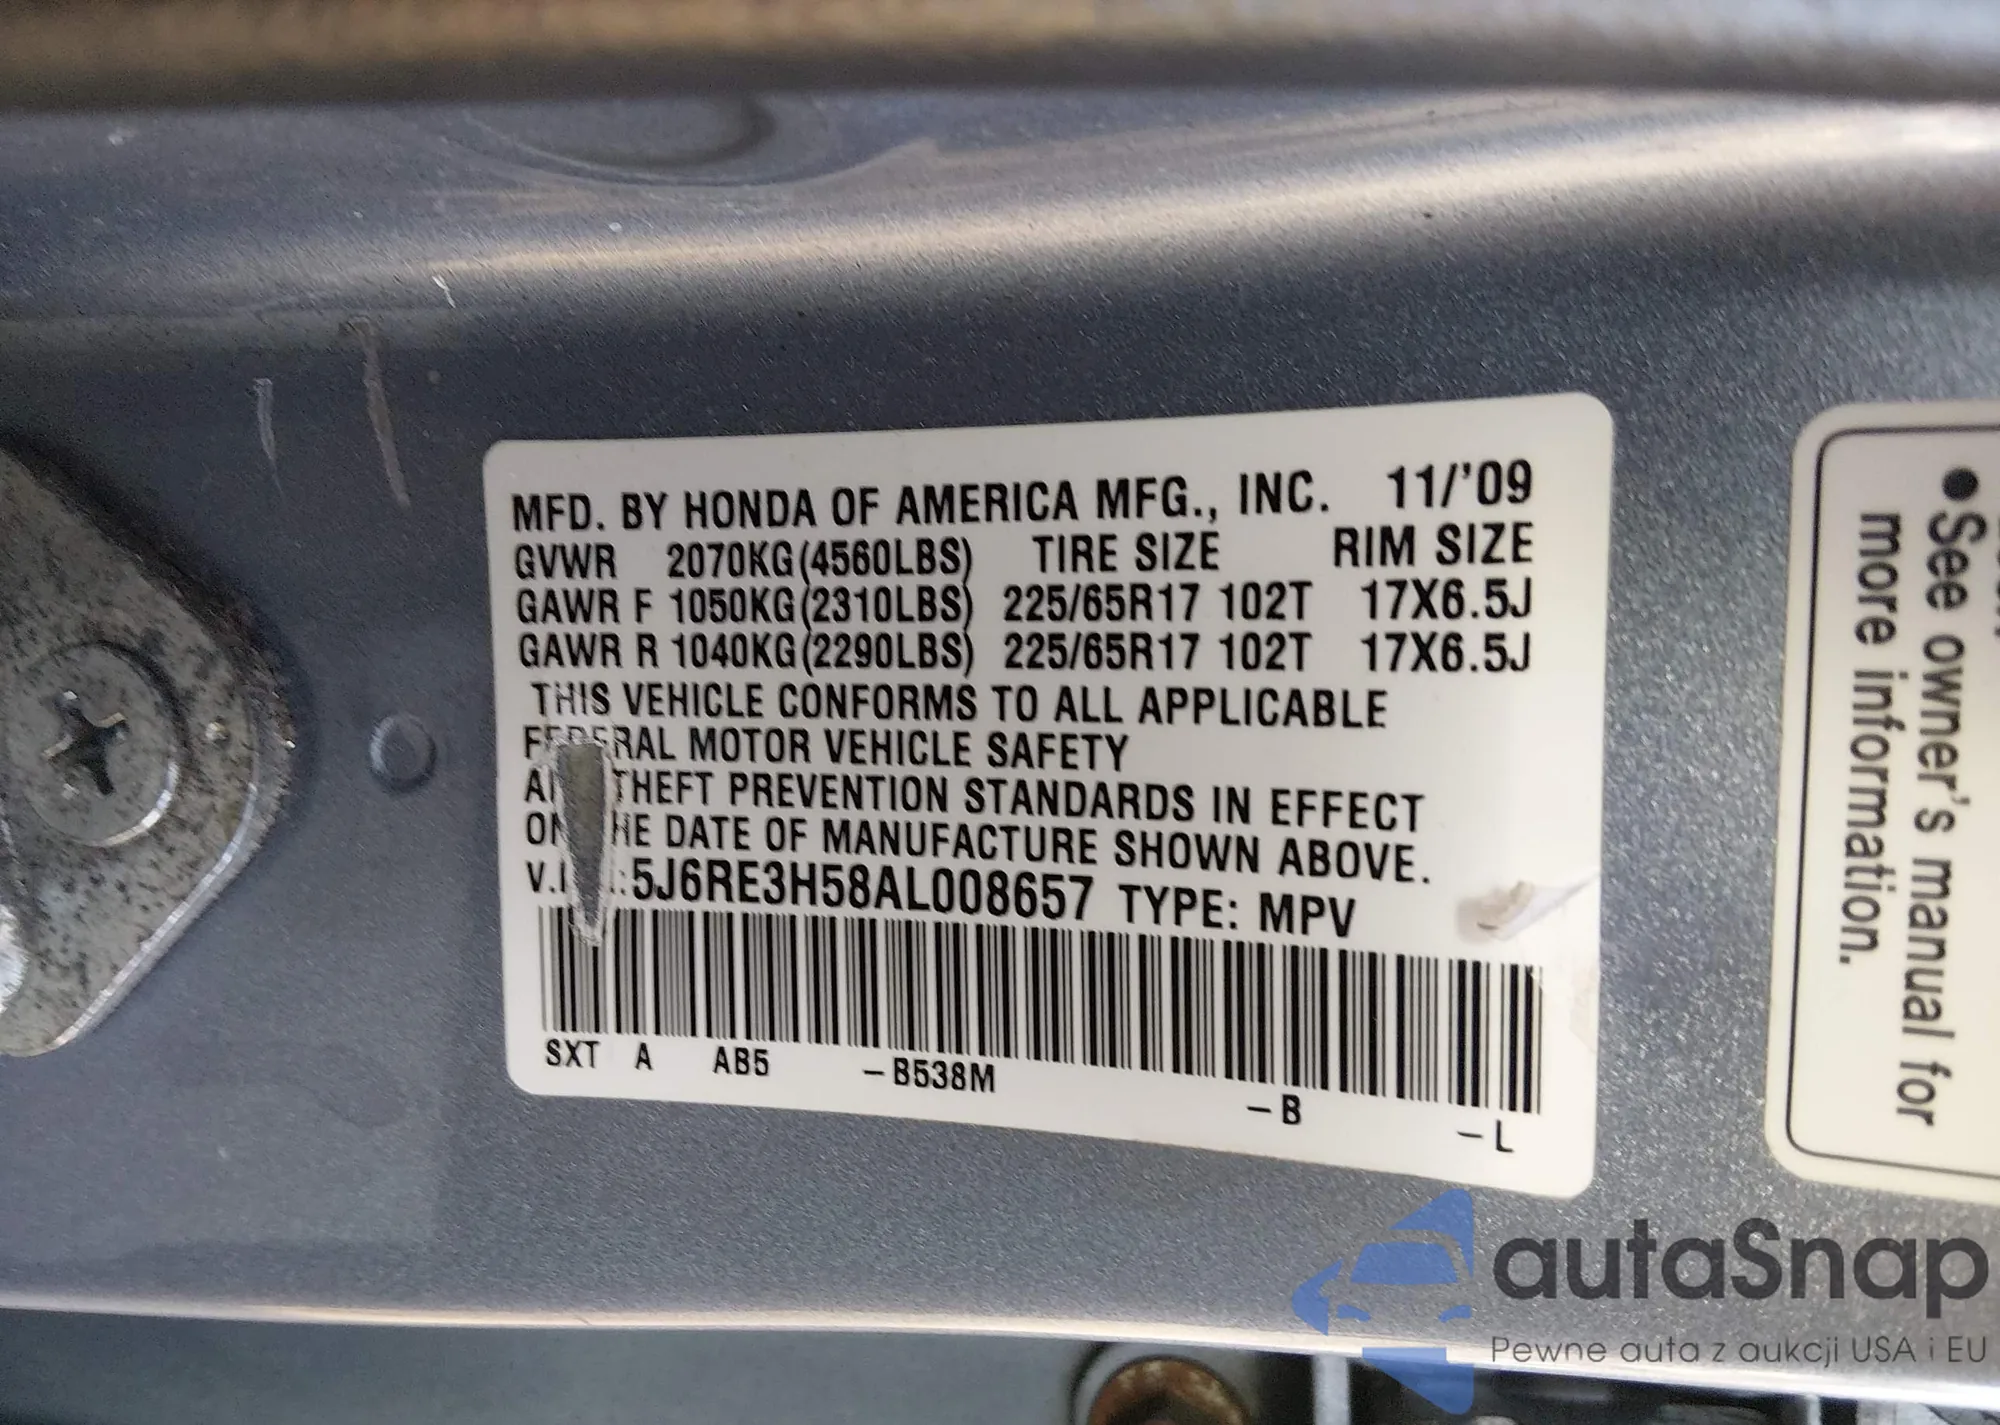 MFD. BY HONDA OF AMERICA MFG., INC. 11/'09
GVWR 2070KG(4560LBS) TIRE SIZE RIM SIZE
GAWR F 1050KG(2310LBS) 225/65R17 102T 17X6.5J
GAWR R 1040KG(2290LBS) 225/65R17 102T 17X6.5J
THIS VEHICLE CONFORMS TO ALL APPLICABLE
FEDERAL MOTOR VEHICLE SAFETY
THEFT PREVENTION STANDARDS IN EFFECT
DATE OF MANUFACTURE SHOWN ABOVE.
5J6RE3H58AL008657 TYPE: MPV
SXT A AB5 -B538M -B -L
•See owner's manual for
more information.
autaSnap
Pewne auta z aukcji USA i EU